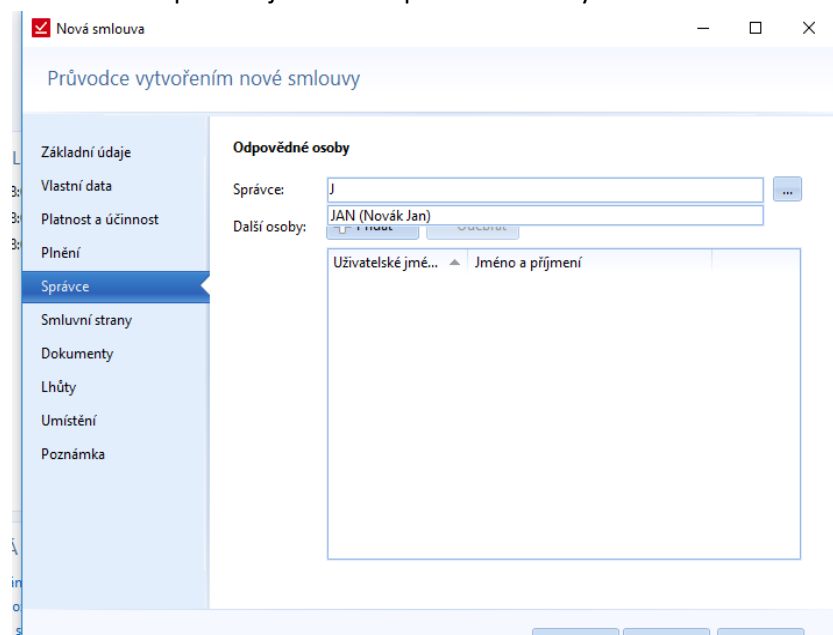 Nová smlouva
Průvodce vytvořením nové smlouvy
Základní údaje
Vlastní data
Platnost a účinnost
Plnění
Správce
Smluvní strany
Dokumenty
Lhůty
Umístění
Poznámka
Odpovědné osoby
Správce:
J
...
JAN (Novák Jan)
Další osoby:
Uživatelské jmé...
Jméno a příjmení